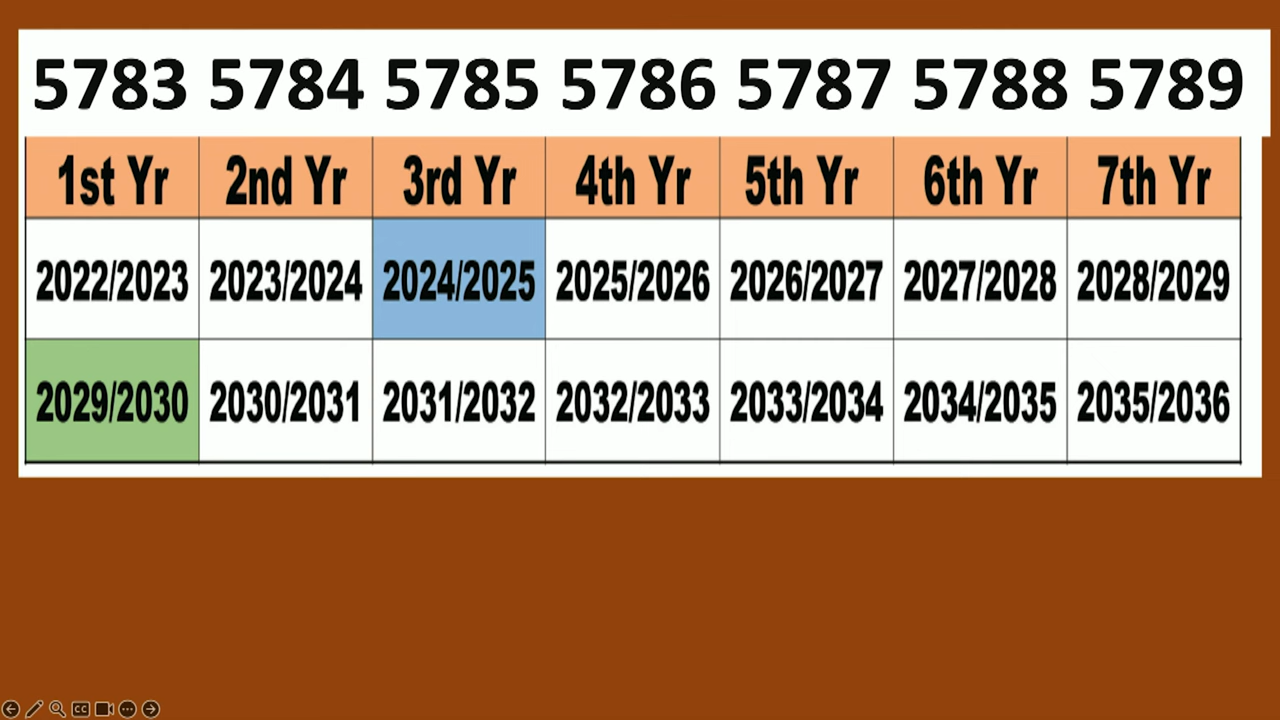 5783 5784 5785 5786 5787 5788 5789
1st Yr 2nd Yr 3rd Yr 4th Yr 5th Yr 6th Yr 7th Yr
2022/2023 2023/2024 2024/2025 2025/2026 2026/2027 2027/2028 2028/2029
2029/2030 2030/2031 2031/2032 2032/2033 2033/2034 2034/2035 2035/2036
CC